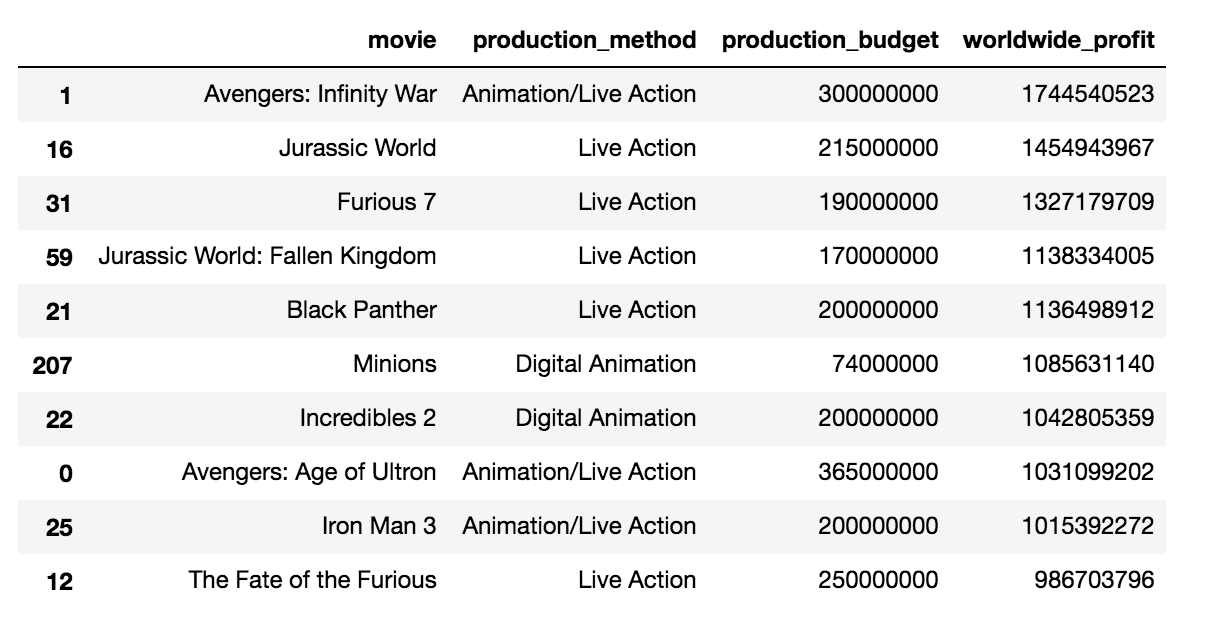 movie production_method production_budget worldwide_profit
1 Avengers: Infinity War Animation/Live Action 300000000 1744540523
16 Jurassic World Live Action 215000000 1454943967
31 Furious 7 Live Action 190000000 1327179709
59 Jurassic World: Fallen Kingdom Live Action 170000000 1138334005
21 Black Panther Live Action 200000000 1136498912
207 Minions Digital Animation 74000000 1085631140
22 Incredibles 2 Digital Animation 200000000 1042805359
0 Avengers: Age of Ultron Animation/Live Action 365000000 1031099202
25 Iron Man 3 Animation/Live Action 200000000 1015392272
12 The Fate of the Furious Live Action 250000000 986703796